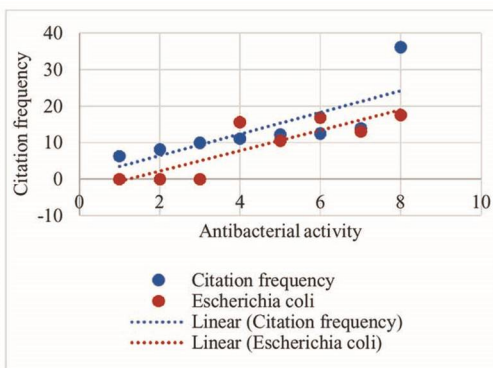 40
30
20
10
0
-10
0
2
4
6
8
10
Citation frequency
Antibacterial activity
Citation frequency
Escherichia coli
Linear (Citation frequency)
Linear (Escherichia coli)